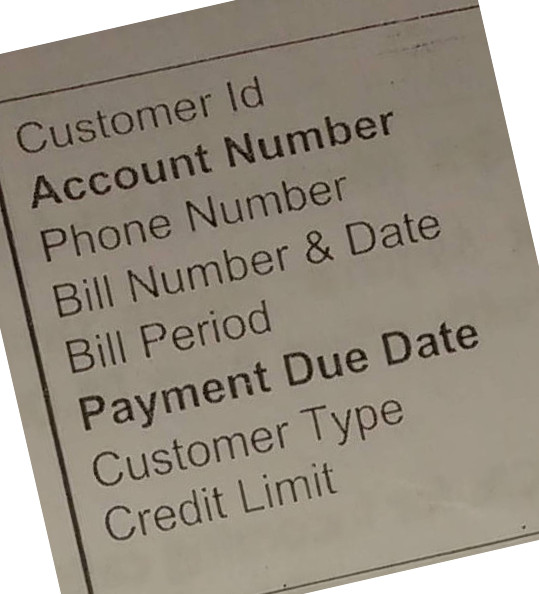 Customer Id
Account Number
Phone Number
Bill Number & Date
Bill Period
Payment Due Date
Customer Type
Credit Limit